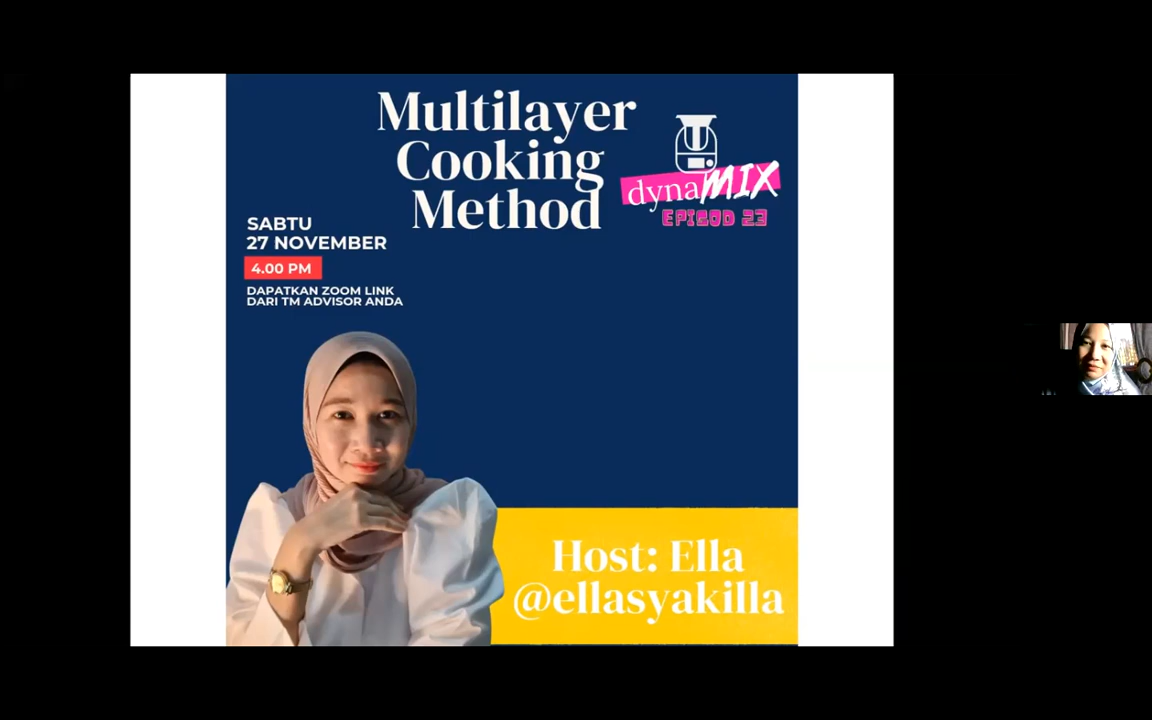 Multilayer
Cooking
Method
dynaMIX
EPISOD 23
SABTU
27 NOVEMBER
4.00 PM
DAPATKAN ZOOM LINK
DARI TM ADVISOR ANDA
Host: Ella
@ellasyakilla